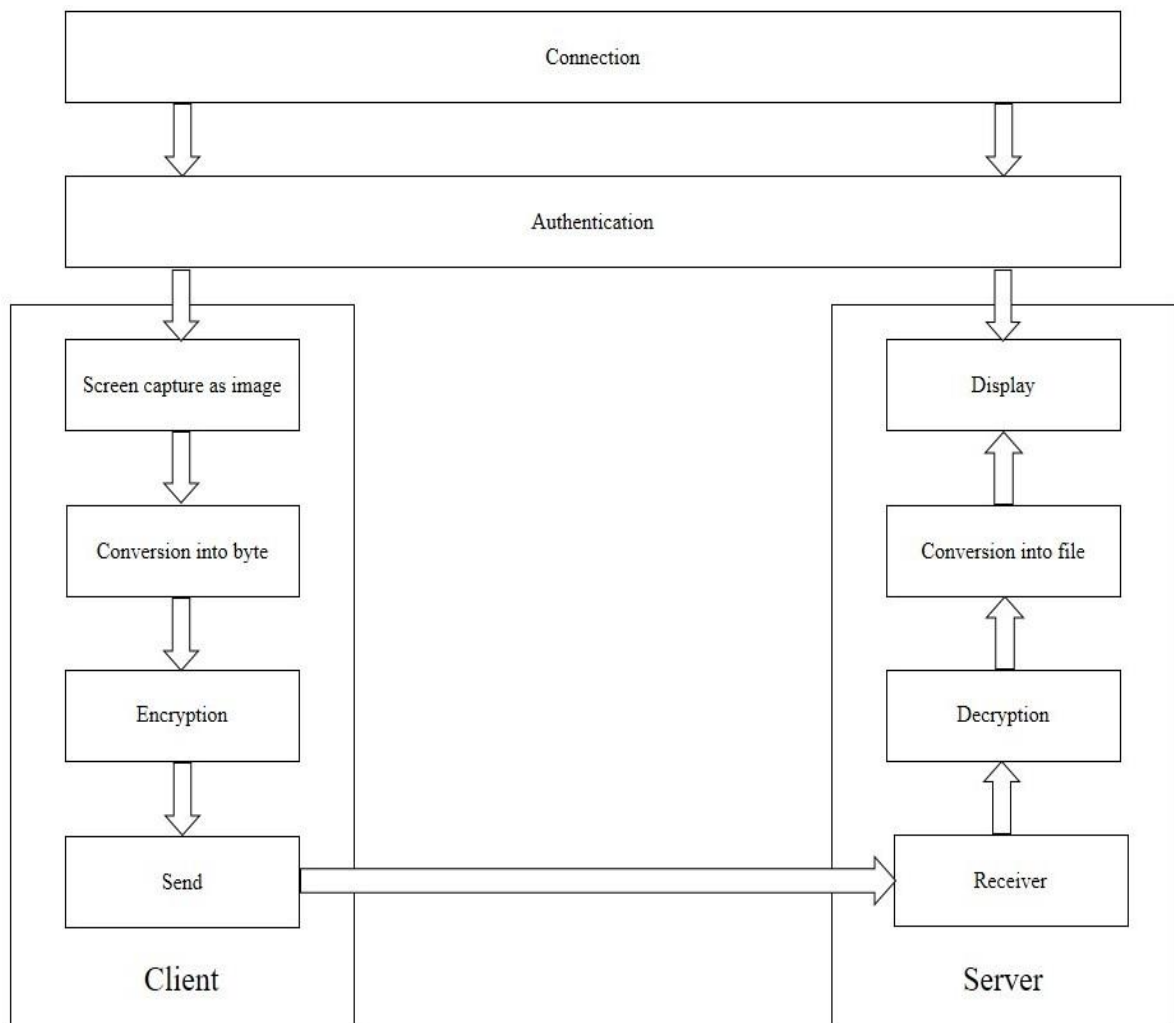 Connection
Authentication
Screen capture as image
Display
Conversion into byte
Conversion into file
Encryption
Decryption
Send
Receiver
Client
Server